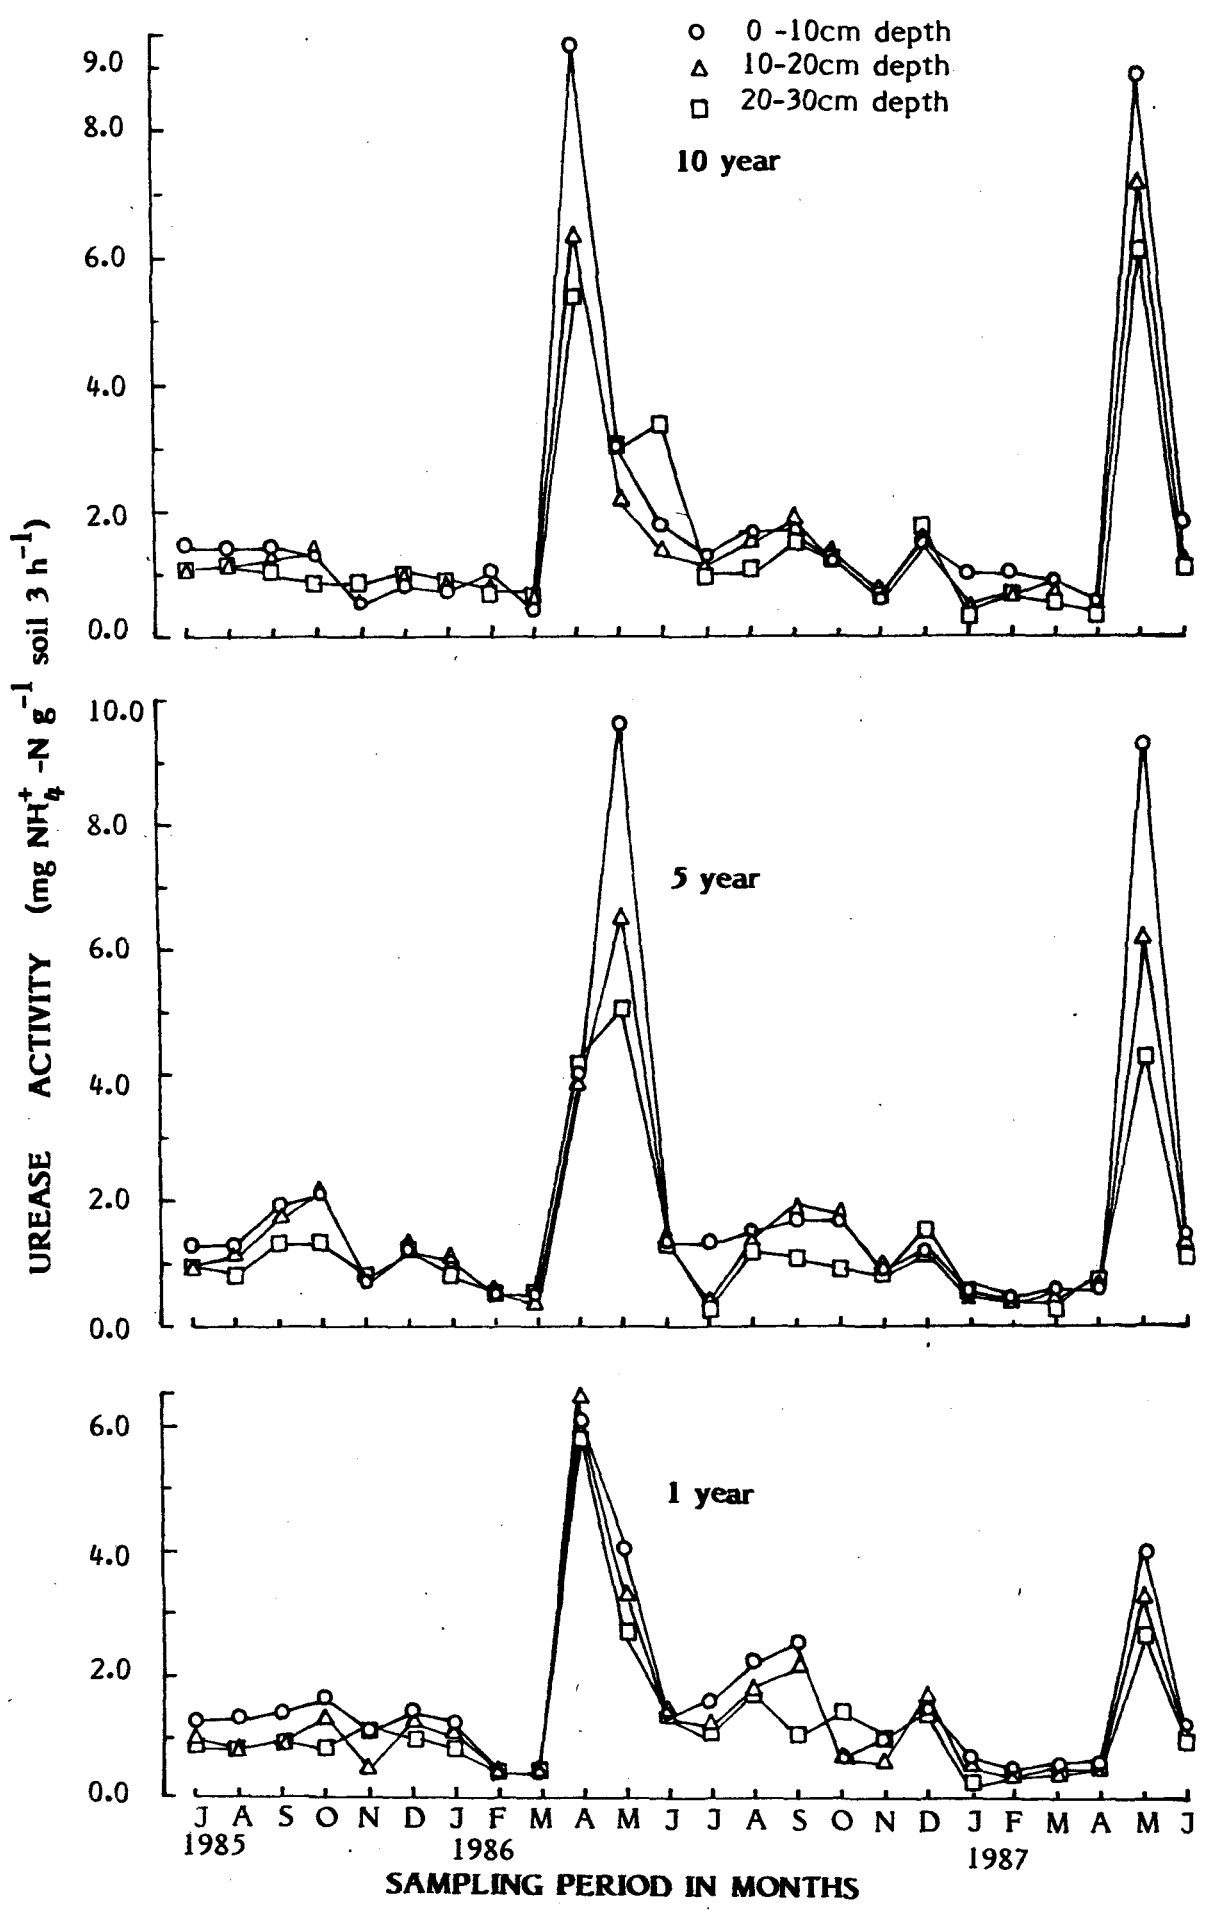 0 -10cm depth
10-20cm depth
20-30cm depth
10 year
9.0
8.0
6.0
4.0
2.0
0.0
UREASE ACTIVITY (mg NH₄⁺ -N g⁻¹ soil 3 h⁻¹)
10.0
8.0
6.0
4.0
2.0
0.0
5 year
6.0
4.0
2.0
0.0
1 year
J A S O N D J F M A M J J A S O N D J F M A M J
1985 1986 1987
SAMPLING PERIOD IN MONTHS